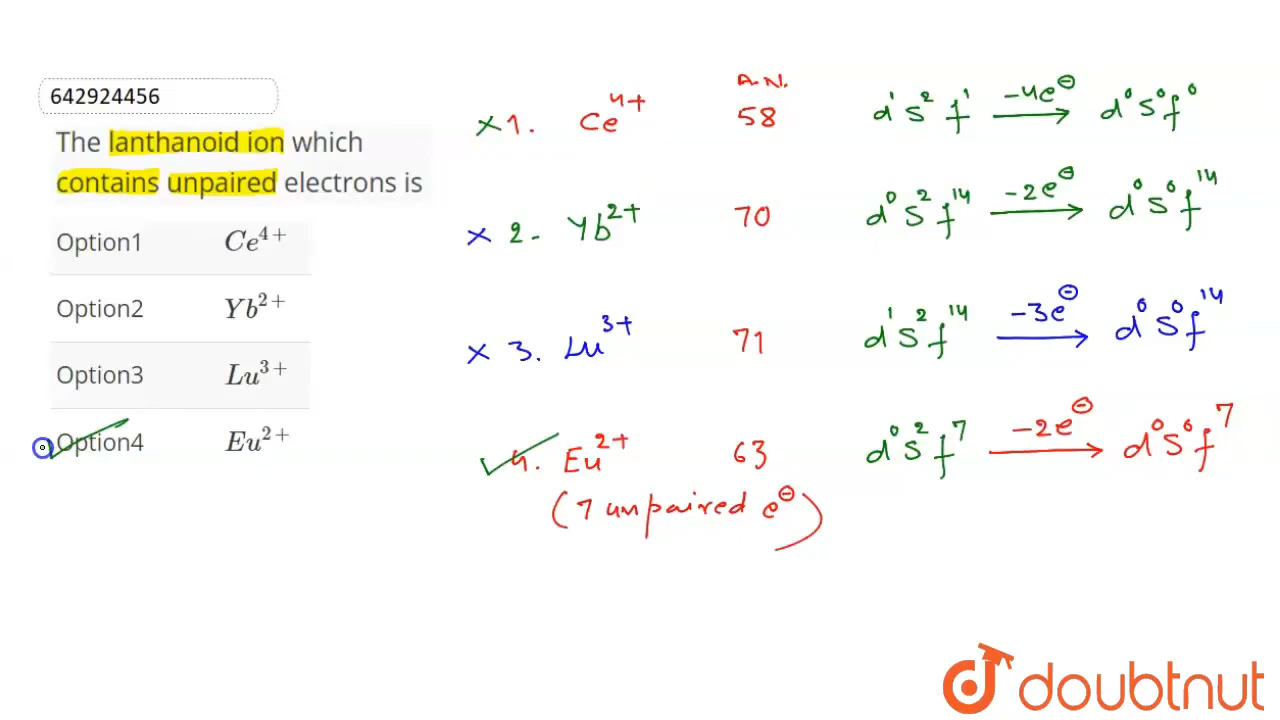 642924456
The lanthanoid ion which
contains unpaired electrons is
Option1 Ce⁴⁺
Option2 Yb²⁺
Option3 Lu³⁺
Option4 Eu²⁺
A.N.
×1. Ce⁴⁺ 58 d¹ s² f¹ —4e⊖→ d⁰ s⁰ f⁰
× 2- Yb²⁺ 70 d⁰ s² f¹⁴ —2e⊖→ d⁰ s⁰ f¹⁴
× 3. Lu³⁺ 71 d¹ s² f¹⁴ —3e⊖→ d⁰ s⁰ f¹⁴
✓4. Eu²⁺ 63 d⁰ s² f⁷ —2e⊖→ d⁰ s⁰ f⁷
(7 unpaired e⊖)
doubtnut